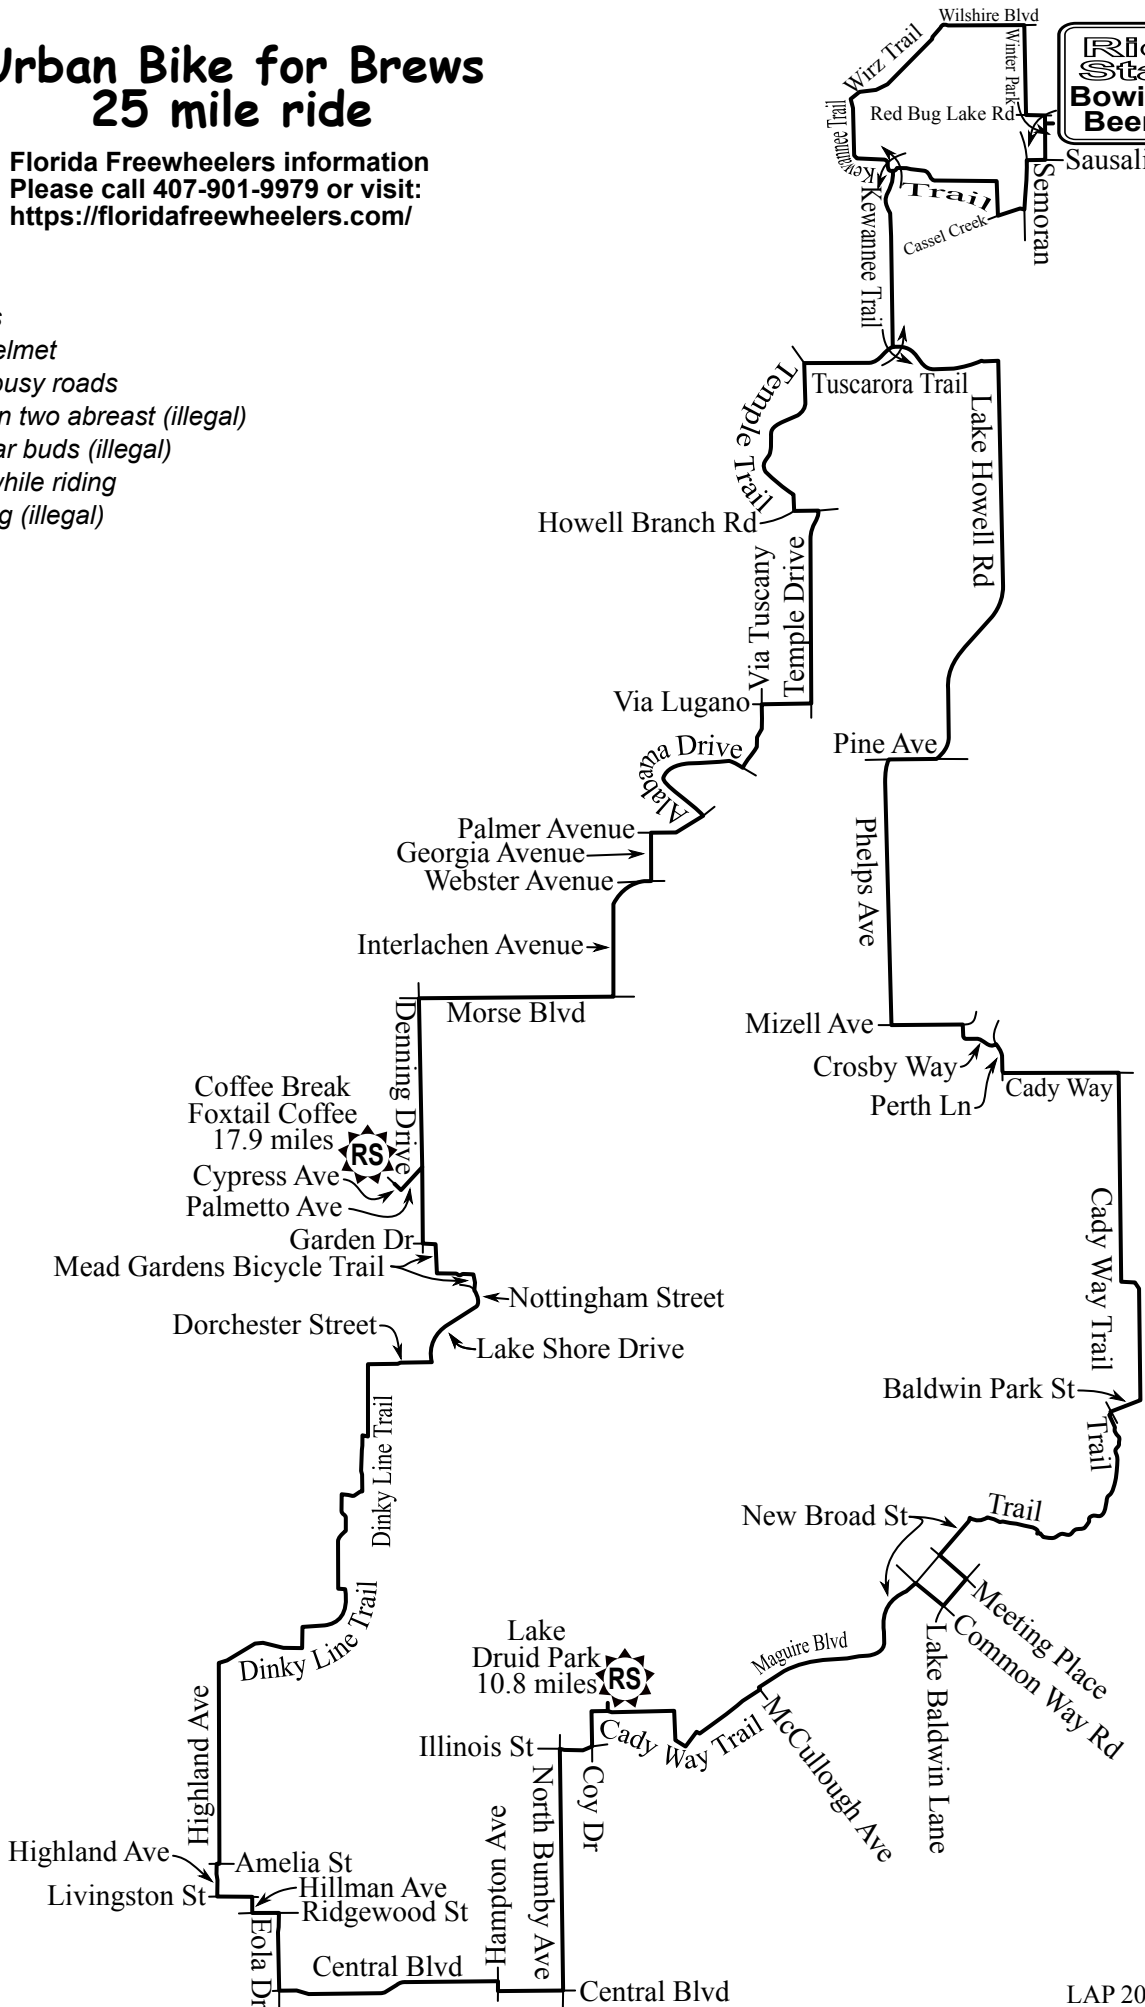 Urban Bike for Brews
25 mile ride
Florida Freewheelers information
Please call 407-901-9979 or visit:
https://floridafreewheelers.com/
busy roads
two abreast (illegal)
buds (illegal)
while riding
(illegal)
Wilshire Blvd
Winter Park
Wirz Trail
Red Bug Lake Rd
Kewannee Trail
Semoran
Trail
Cassel Creek
Kewannee Trail
Tuscarora Trail
Temple Trail
Lake Howell Rd
Howell Branch Rd
Via Tuscany
Temple Drive
Via Lugano
Alabama Drive
Pine Ave
Palmer Avenue
Georgia Avenue
Webster Avenue
Phelps Ave
Interlachen Avenue
Morse Blvd
Denning Drive
Mizell Ave
Crosby Way
Perth Ln
Cady Way
Coffee Break
Foxtail Coffee
17.9 miles
RS
Cypress Ave
Palmetto Ave
Garden Dr
Mead Gardens Bicycle Trail
Nottingham Street
Dorchester Street
Lake Shore Drive
Cady Way Trail
Baldwin Park St
Trail
Dinky Line Trail
New Broad St
Trail
Dinky Line Trail
Meeting Place
Common Way Rd
Lake Baldwin Lane
Lake
Druid Park
10.8 miles
RS
Maguire Blvd
McCullough Ave
Cady Way Trail
Illinois St
Coy Dr
North Bumby Ave
Hampton Ave
Highland Ave
Highland Ave
Amelia St
Livingston St
Hillman Ave
Ridgewood St
Eola Dr
Central Blvd
Central Blvd
LAP 20